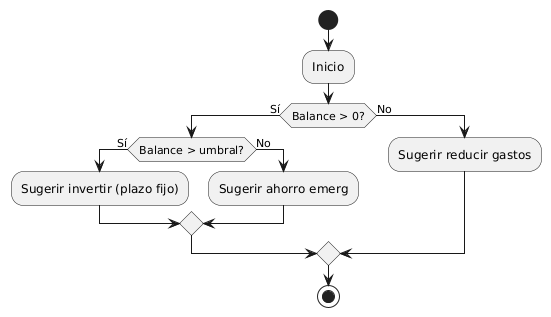 Inicio
Sí
Balance > 0?
No
Sí
Balance > umbral?
No
Sugerir reducir gastos
Sugerir invertir (plazo fijo)
Sugerir ahorro emerg